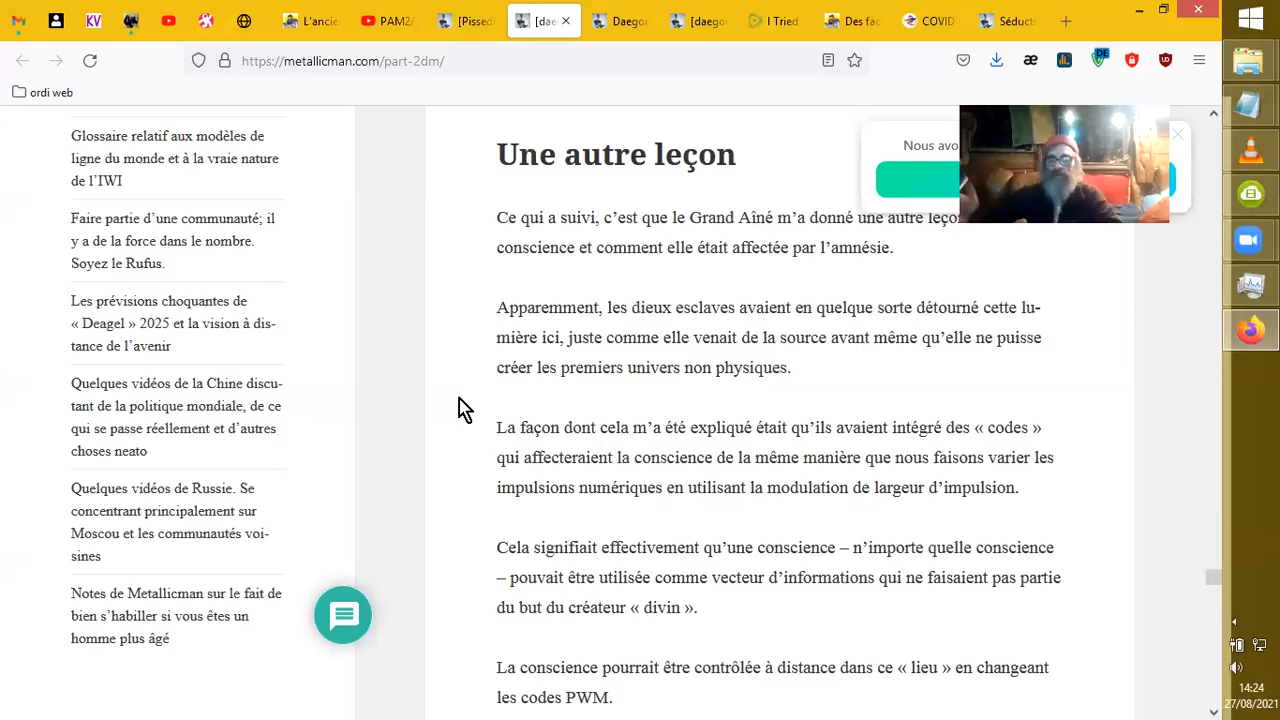 L'ancie
PAM2/
[Pissed
[dae
Daego
[daego
I Tried
Des fac
COVID
Séducti
https://metallicman.com/part-2dm/
DE
ordi web
Glossaire relatif aux modèles de
ligne du monde et à la vraie nature
de l'IWI
Faire partie d'une communauté; il
y a de la force dans le nombre.
Soyez le Rufus.
Les prévisions choquantes de
« Deagel » 2025 et la vision à dis-
tance de l'avenir
Quelques vidéos de la Chine discu-
tant de la politique mondiale, de ce
qui se passe réellement et d'autres
choses neato
Quelques vidéos de Russie. Se
concentrant principalement sur
Moscou et les communautés voi-
sines
Notes de Metallicman sur le fait de
bien s'habiller si vous êtes un
homme plus âgé
Une autre leçon
Nous avo
Ce qui a suivi, c'est que le Grand Aîné m'a donné une autre leço
conscience et comment elle était affectée par l'amnésie.
Apparemment, les dieux esclaves avaient en quelque sorte détourné cette lu-
mière ici, juste comme elle venait de la source avant même qu'elle ne puisse
créer les premiers univers non physiques.
La façon dont cela m'a été expliqué était qu'ils avaient intégré des « codes »
qui affecteraient la conscience de la même manière que nous faisons varier les
impulsions numériques en utilisant la modulation de largeur d'impulsion.
Cela signifiait effectivement qu'une conscience – n'importe quelle conscience
– pouvait être utilisée comme vecteur d'informations qui ne faisaient pas partie
du but du créateur « divin ».
La conscience pourrait être contrôlée à distance dans ce « lieu » en changeant
les codes PWM.
14:24
27/08/2021